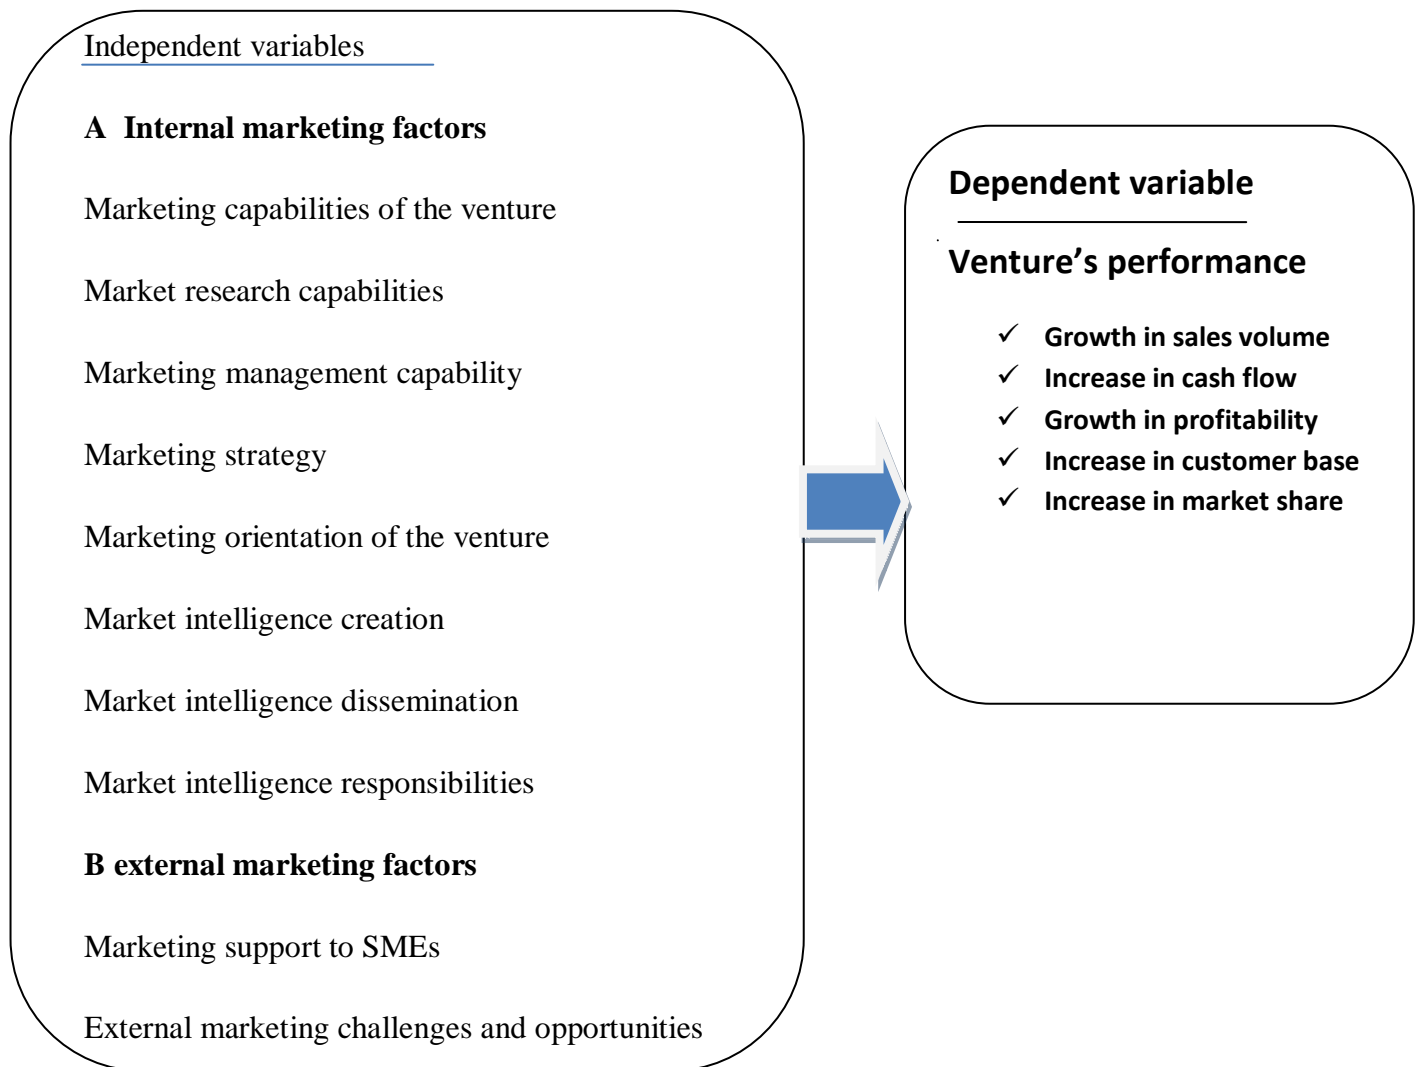 Independent variables
A Internal marketing factors
Marketing capabilities of the venture
Market research capabilities
Marketing management capability
Marketing strategy
Marketing orientation of the venture
Market intelligence creation
Market intelligence dissemination
Market intelligence responsibilities
B external marketing factors
Marketing support to SMEs
External marketing challenges and opportunities
Dependent variable
Venture’s performance
✓ Growth in sales volume
✓ Increase in cash flow
✓ Growth in profitability
✓ Increase in customer base
✓ Increase in market share